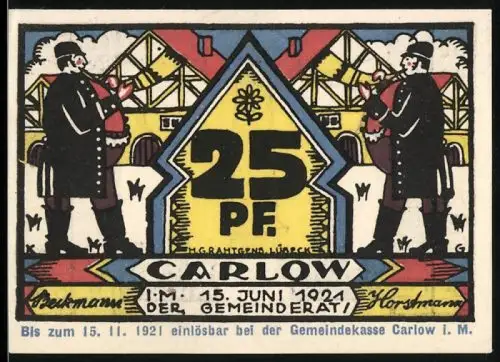 25
PF.
H.G.RAHTGENS. LÜBECK
K G
CARLOW
Beckmann I:M: 15. JUNI 1921 Horstmann
DER GEMEINDERAT/
Bis zum 15. 11. 1921 einlösbar bei der Gemeindekasse Carlow i. M.